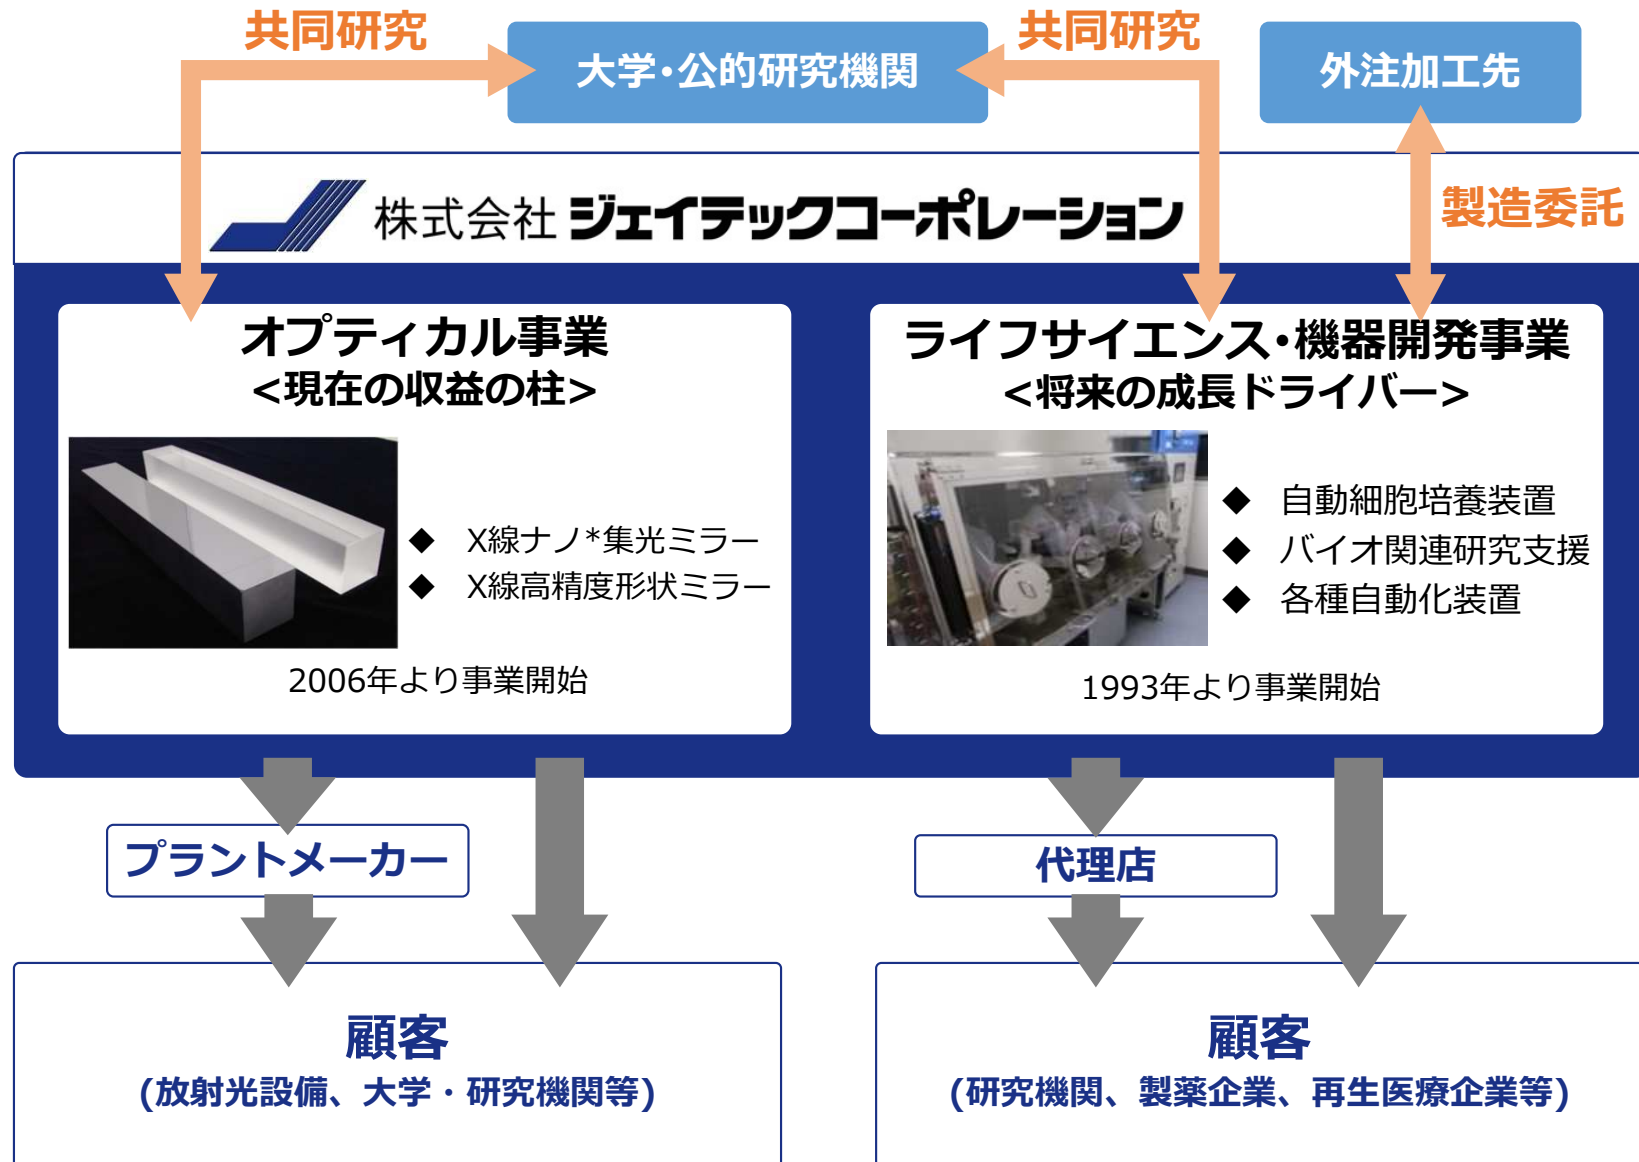 共同研究
共同研究
大学・公的研究機関
外注加工先
株式会社 ジェイテックコーポレーション
製造委託
オプティカル事業
<現在の収益の柱>
◆ X線ナノ*集光ミラー
◆ X線高精度形状ミラー
2006年より事業開始
ライフサイエンス・機器開発事業
<将来の成長ドライバー>
◆ 自動細胞培養装置
◆ バイオ関連研究支援
◆ 各種自動化装置
1993年より事業開始
プラントメーカー
代理店
顧客
(放射光設備、大学・研究機関等)
顧客
(研究機関、製薬企業、再生医療企業等)